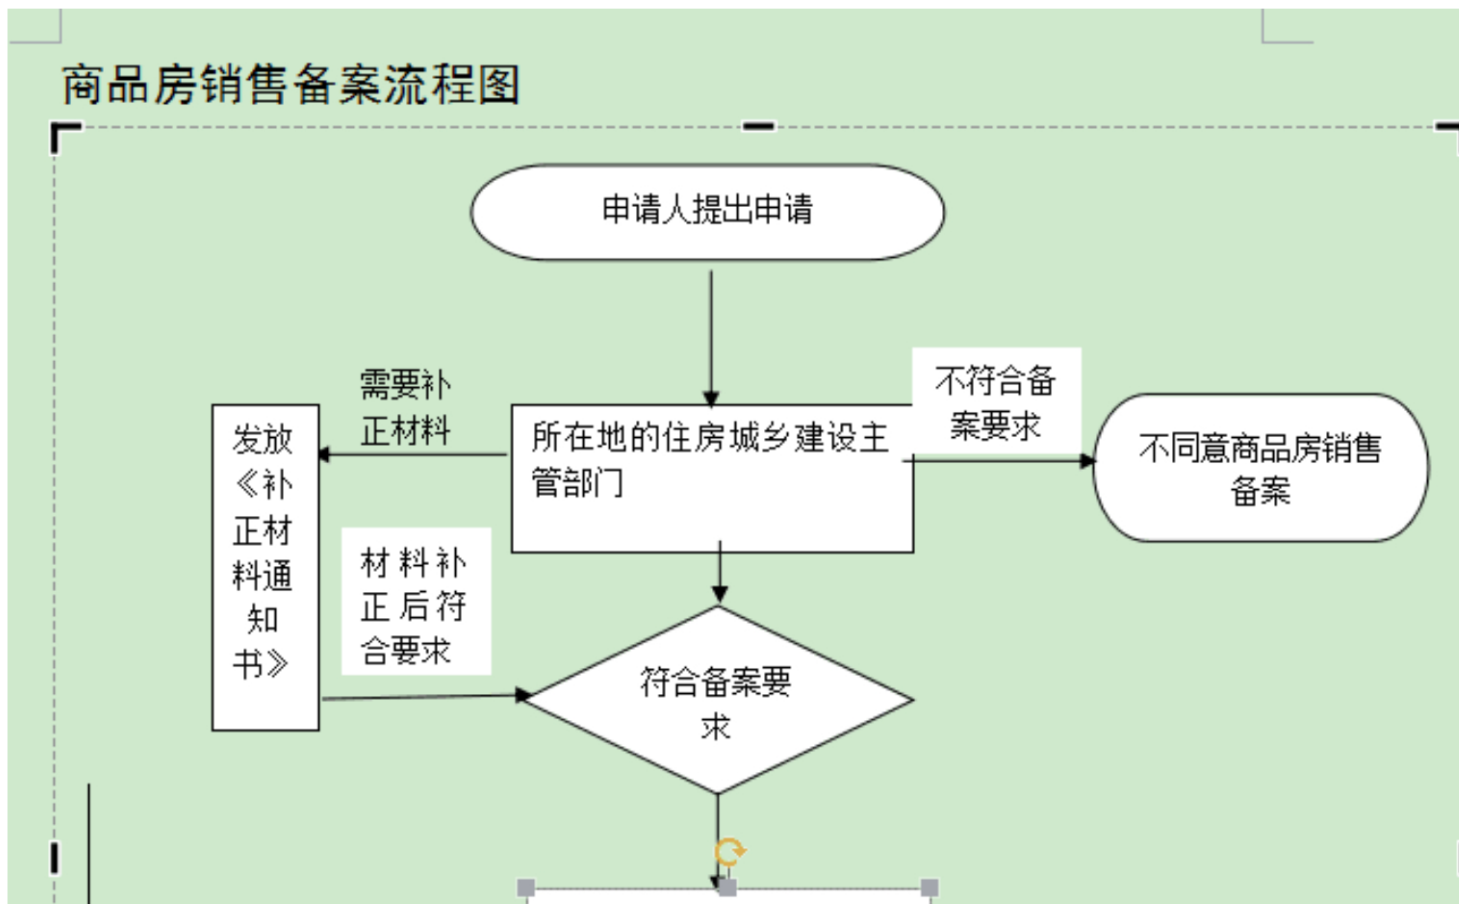 商品房销售备案流程图
申请人提出申请
需要补
正材料
不符合备
案要求
发放
《补
正材
料通
知
书》
所在地的住房城乡建设主
管部门
不同意商品房销售
备案
材料补
正后符
合要求
符合备案要
求